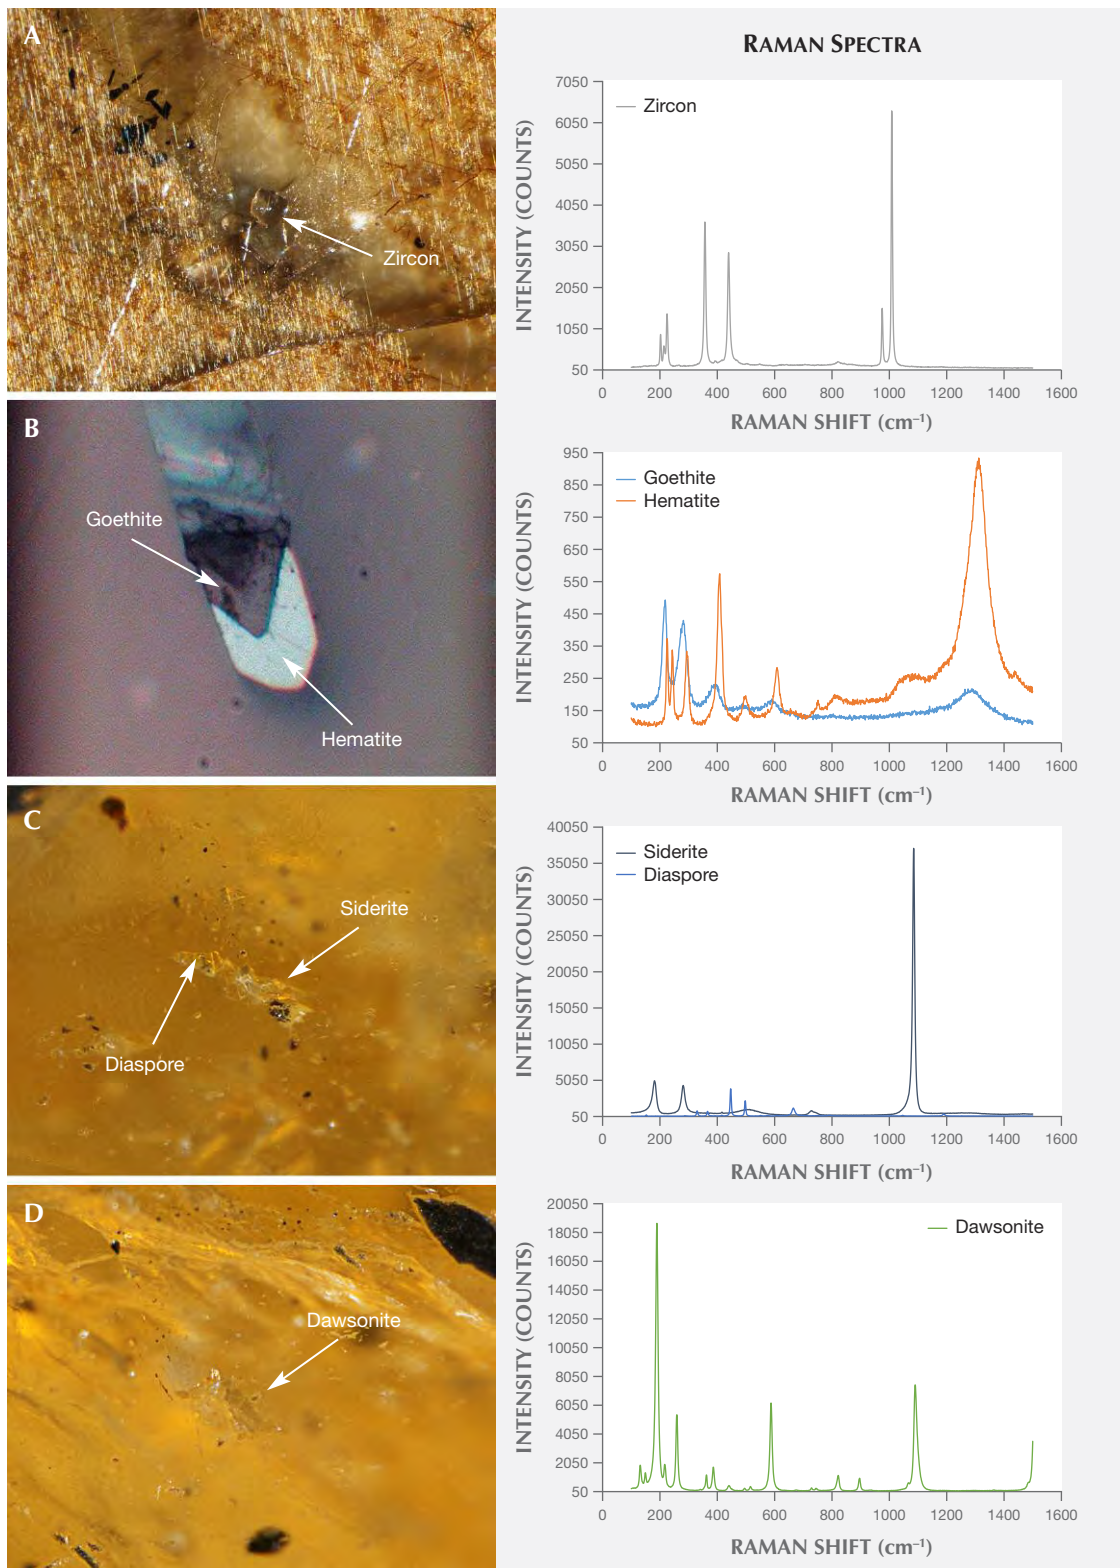 A
Zircon
B
Goethite
Hematite
C
Siderite
Diaspore
D
Dawsonite
RAMAN SPECTRA
INTENSITY (COUNTS)
7050
6050
5050
4050
3050
2050
1050
50
Zircon
0 200 400 600 800 1000 1200 1400 1600
RAMAN SHIFT (cm⁻¹)
INTENSITY (COUNTS)
950
850
750
650
550
450
350
250
150
50
Goethite
Hematite
0 200 400 600 800 1000 1200 1400 1600
RAMAN SHIFT (cm⁻¹)
INTENSITY (COUNTS)
40050
35050
30050
25050
20050
15050
10050
5050
50
Siderite
Diaspore
0 200 400 600 800 1000 1200 1400 1600
RAMAN SHIFT (cm⁻¹)
INTENSITY (COUNTS)
20050
18050
16050
14050
12050
10050
8050
6050
4050
2050
50
Dawsonite
0 200 400 600 800 1000 1200 1400 1600
RAMAN SHIFT (cm⁻¹)